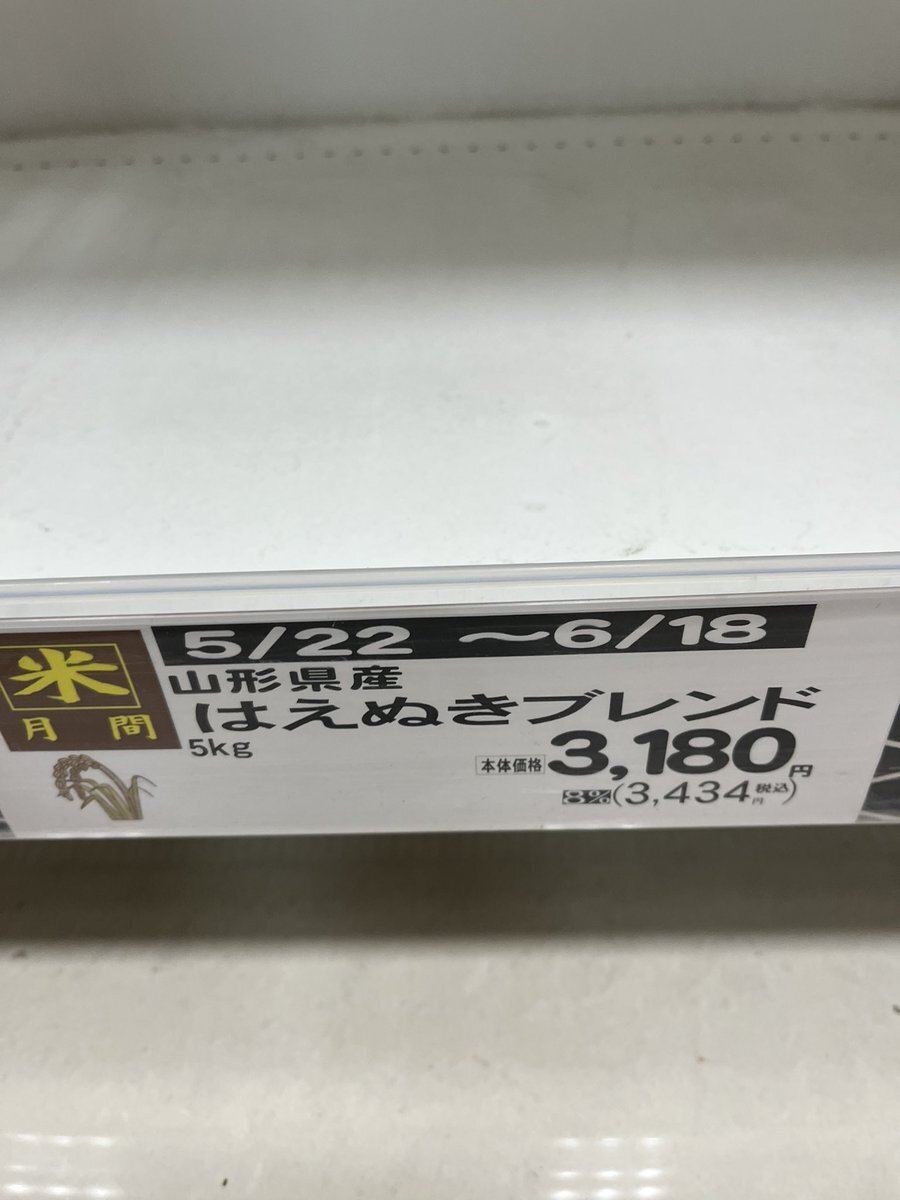 米
月間
5/22 ～6/18
山形県産
はえぬきブレンド
5kg
本体価格 3,180円
8%(3,434円税込)